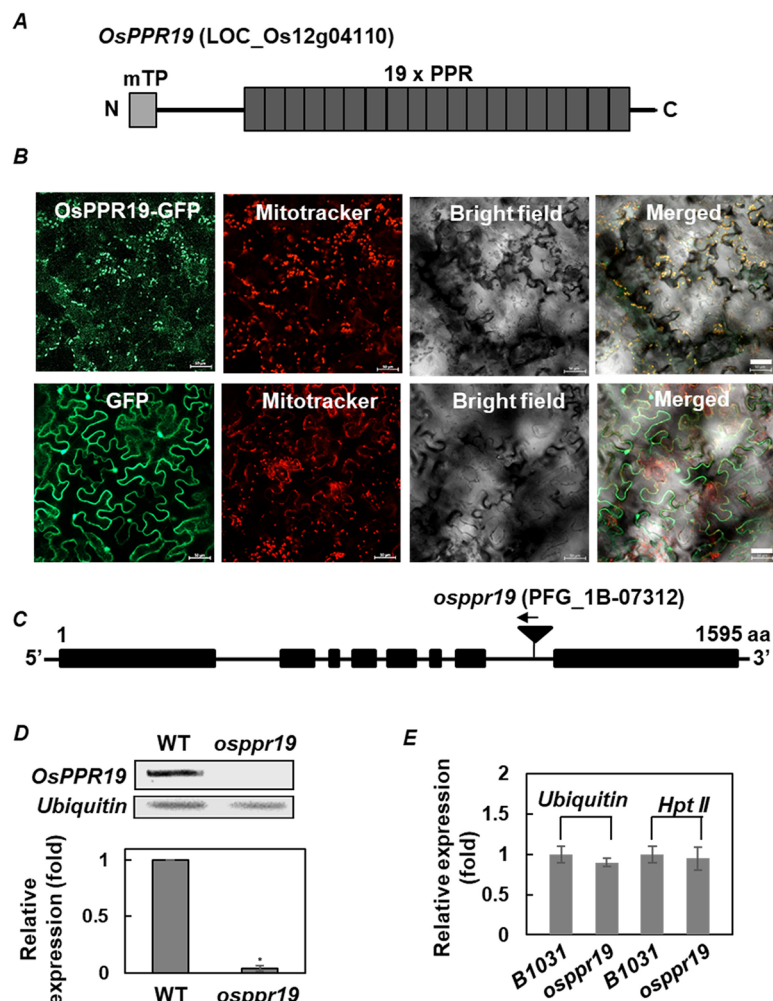 A
OsPPR19 (LOC_Os12g04110)
mTP
19 x PPR
N
C
B
OsPPR19-GFP
Mitotracker
Bright field
Merged
GFP
Mitotracker
Bright field
Merged
osppr19 (PFG_1B-07312)
C
1
1595 aa
5’
3’
D
WT osppr19
OsPPR19
Ubiquitin
Relative
expression (fold)
1
0.5
0
*
WT osppr19
E
Relative expression
(fold)
2
1.5
1
0.5
0
Ubiquitin
Hpt II
B1031
osppr19
B1031
osppr19